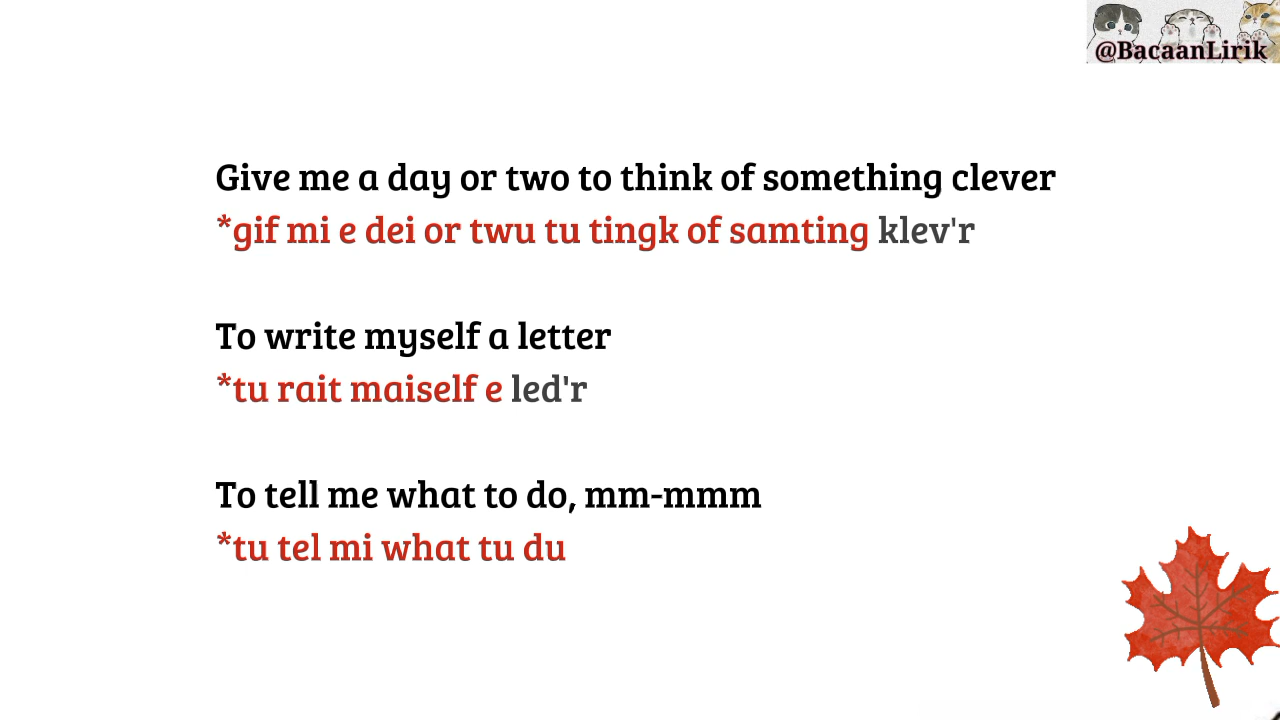 @BacaanLirik
Give me a day or two to think of something clever
*gif mi e dei or twu tu tingk of samting klev'r
To write myself a letter
*tu rait maiself e led'r
To tell me what to do, mm-mmm
*tu tel mi what tu du